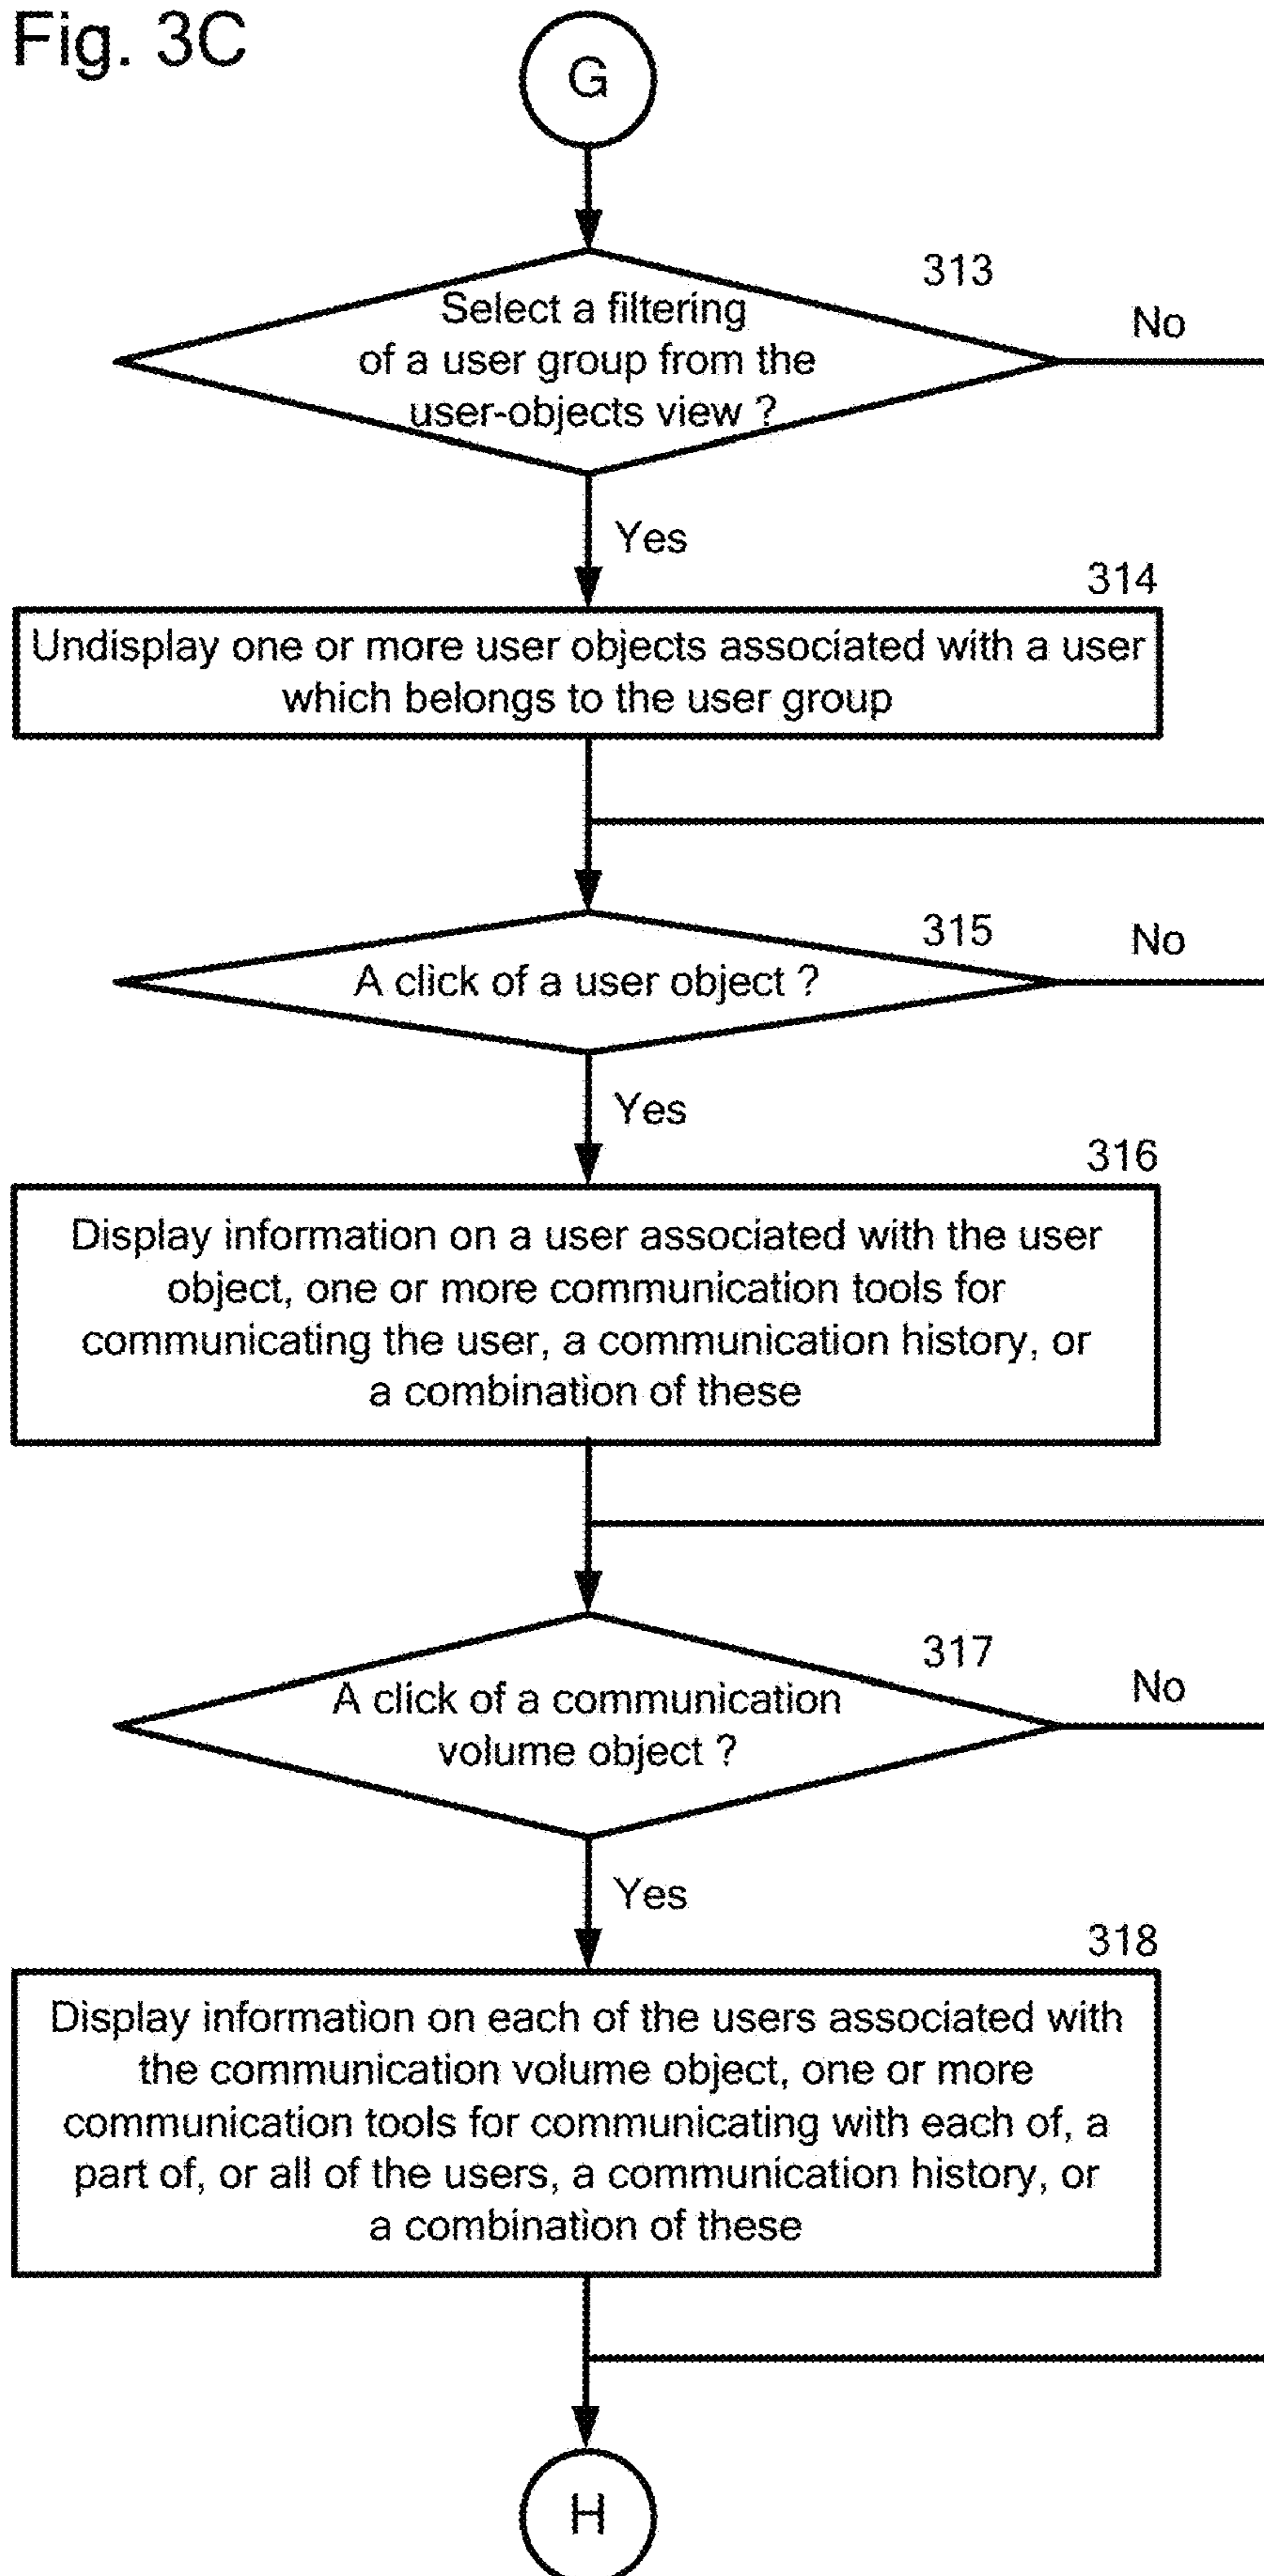 Fig. 3C
G
313
Select a filtering
of a user group from the
user-objects view ?
No
Yes
314
Undisplay one or more user objects associated with a user
which belongs to the user group
315
A click of a user object ?
No
Yes
316
Display information on a user associated with the user
object, one or more communication tools for
communicating the user, a communication history, or
a combination of these
317
A click of a communication
volume object ?
No
Yes
318
Display information on each of the users associated with
the communication volume object, one or more
communication tools for communicating with each of, a
part of, or all of the users, a communication history, or
a combination of these
H